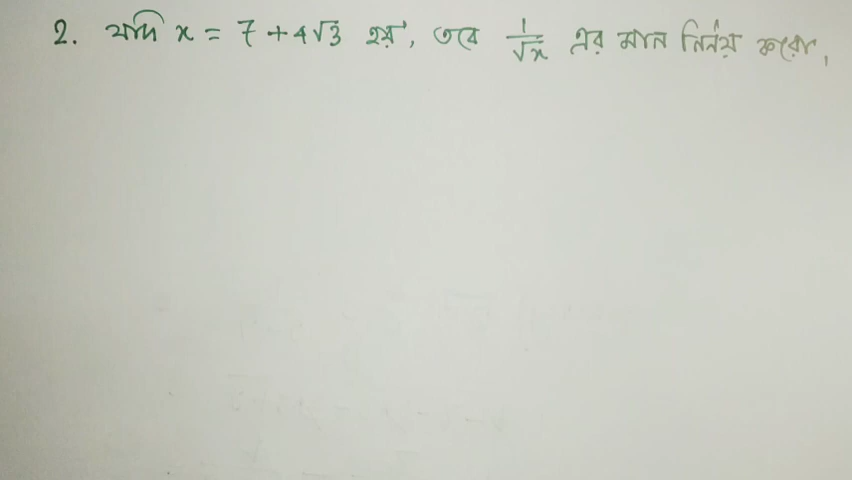 2. যদি x = 7 + 4√3 হয়, তবে 1/√x এর মান নির্ণয় করো,